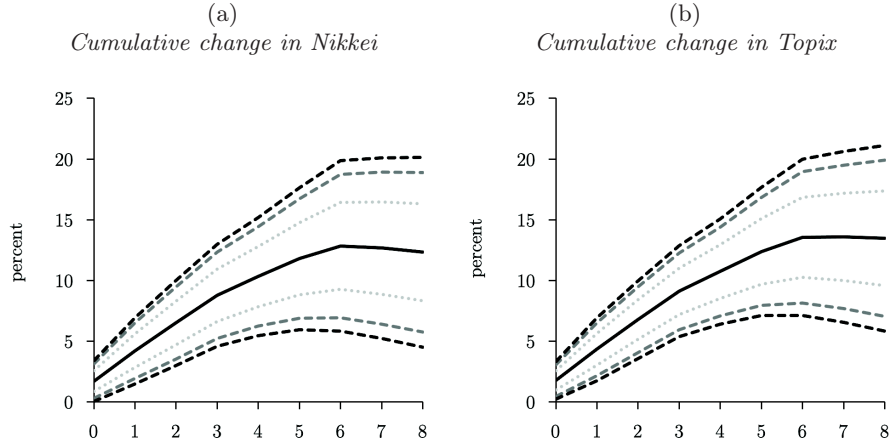 (a)
Cumulative change in Nikkei
percent
25
20
15
10
5
0
0 1 2 3 4 5 6 7 8
(b)
Cumulative change in Topix
percent
25
20
15
10
5
0
0 1 2 3 4 5 6 7 8